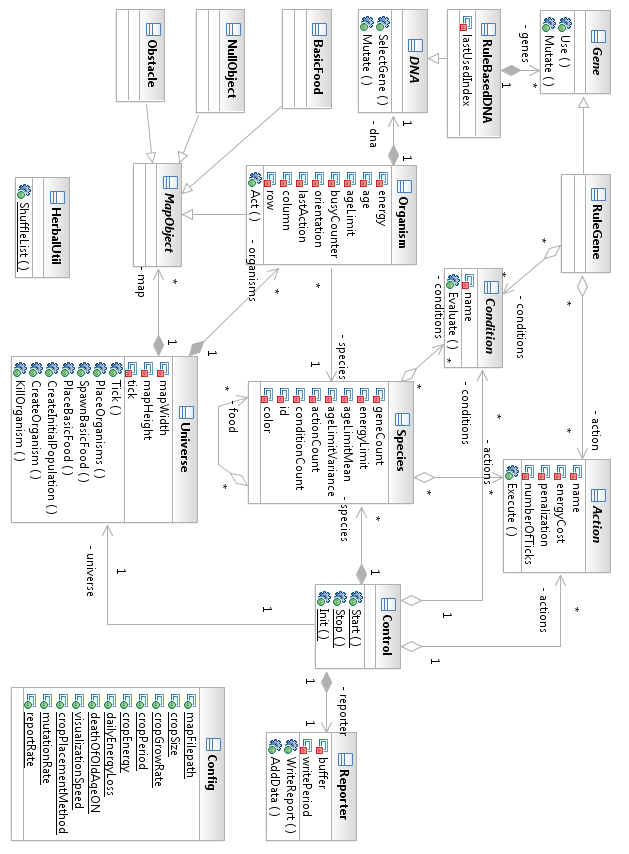 Gene
Use ( )
Mutate ( )
- genes
*
1
RuleBasedDNA
lastUsedIndex
DNA
SelectGene ( )
Mutate ( )
1
- dna
1
BasicFood
NullObject
Obstacle
RuleGene
*
- conditions
*
*
- action
*
Condition
name
Evaluate ( )
*
- conditions
*
- conditions
Organism
energy
age
ageLimit
busyCounter
orientation
lastAction
column
row
Act ( )
*
- species
1
- organisms
*
1
MapObject
*
- map
1
HerbalUtil
ShuffleList ( )
Action
name
energyCost
penalization
numberOfTicks
Execute ( )
*
- actions
*
- actions
*
1
1
Species
geneCount
energyLimit
ageLimitMean
ageLimitVariance
actionCount
conditionCount
id
color
*
- food
*
*
- species
1
Universe
mapWidth
mapHeight
tick
Tick ( )
PlaceOrganisms ( )
SpawnBasicFood ( )
PlaceBasicFood ( )
CreateInitialPopulation ( )
CreateOrganism ( )
KillOrganism ( )
1
- universe
1
Control
Start ( )
Stop ( )
Init ( )
1
- reporter
1
Reporter
buffer
writePeriod
WriteReport ( )
AddData ( )
Config
mapFilepath
cropSize
cropGrowRate
cropPeriod
cropEnergy
dailyEnergyLoss
deathOfOldAgeON
visualizationSpeed
cropPlacementMethod
mutationRate
reportRate